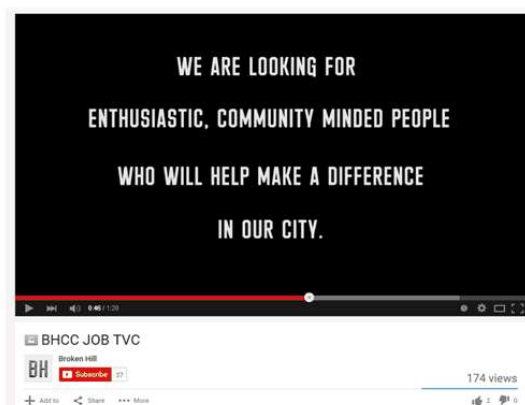 WE ARE LOOKING FOR
ENTHUSIASTIC, COMMUNITY MINDED PEOPLE
WHO WILL HELP MAKE A DIFFERENCE
IN OUR CITY.
0:46 / 1:20
BHCC JOB TVC
BH
Broken Hill
Subscribe 27
174 views
Add to Share More
2 0